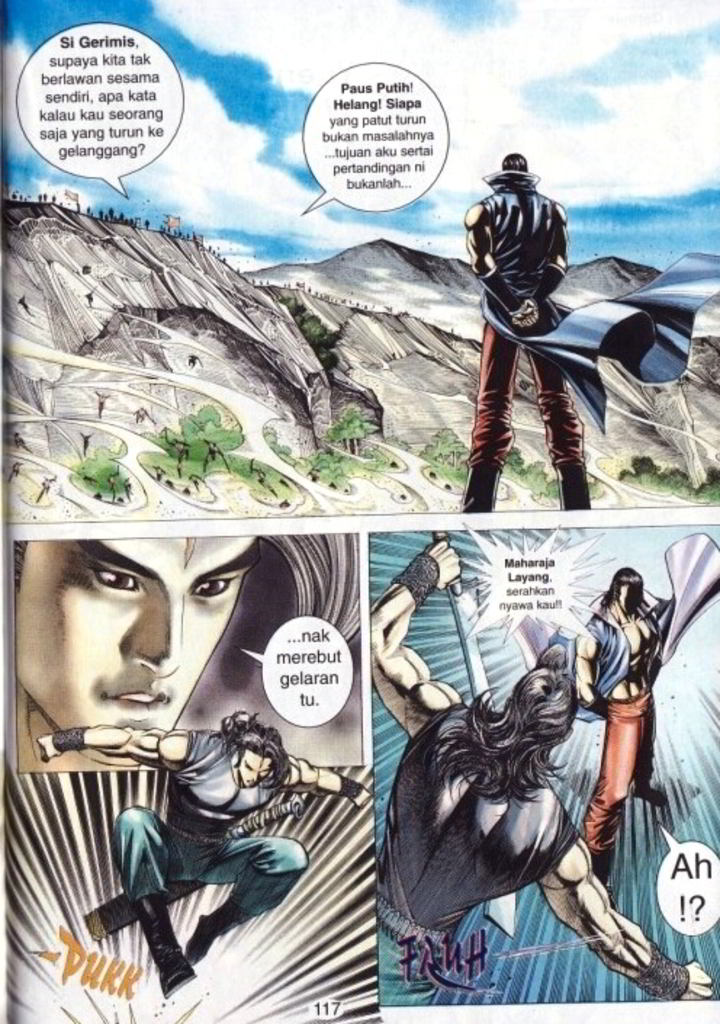 Si Gerimis,
supaya kita tak
berlawan sesama
sendiri, apa kata
kalau kau seorang
saja yang turun ke
gelanggang?
Paus Putih!
Helang! Siapa
yang patut turun
bukan masalahnya
...tujuan aku sertai
pertandingan ni
bukanlah...
...nak
merebut
gelaran
tu.
Maharaja
Layang,
serahkan
nyawa kau!!
Ah
!?
DUKK
117